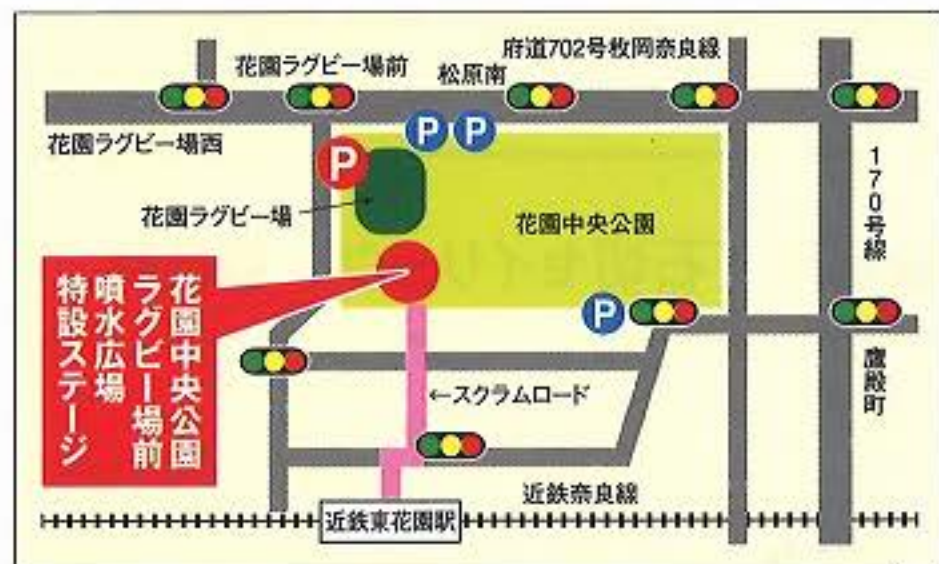 府道702号枚岡奈良線
花園ラグビー場前
松原南
花園ラグビー場西
P
P
P
170号線
花園ラグビー場
花園中央公園
花園中央公園
ラグビー場前
噴水広場
特設ステージ
P
←スクラムロード
鷹殿町
近鉄奈良線
近鉄東花園駅